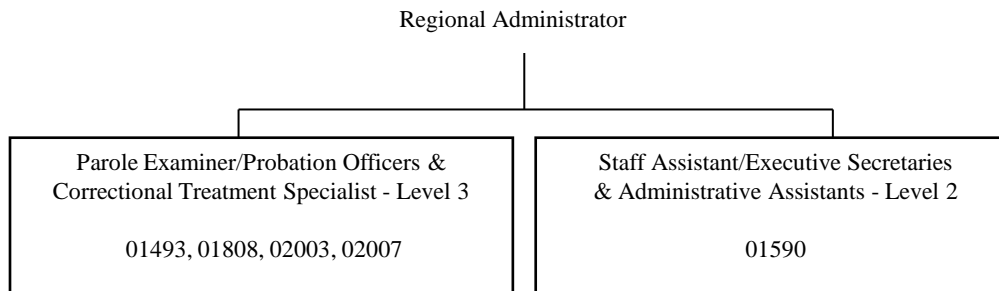 Regional Administrator
Parole Examiner/Probation Officers &
Correctional Treatment Specialist - Level 3
01493, 01808, 02003, 02007
Staff Assistant/Executive Secretaries
& Administrative Assistants - Level 2
01590